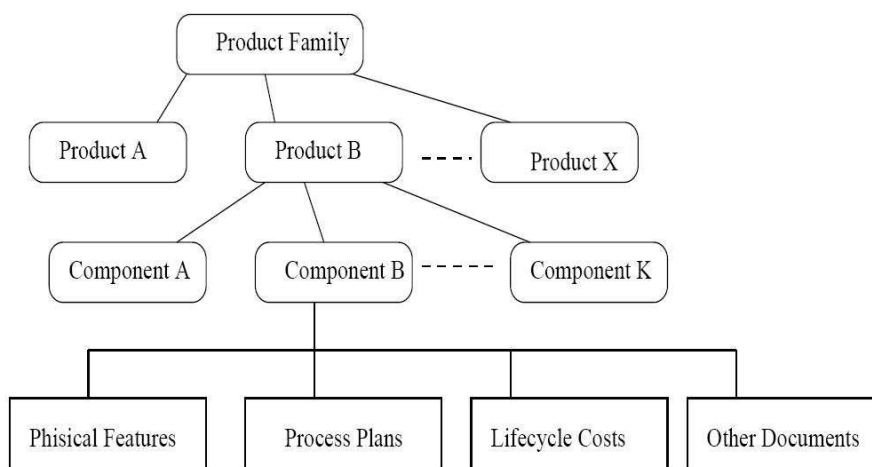 Product Family
Product A
Product B
Product X
Component A
Component B
Component K
Phisical Features
Process Plans
Lifecycle Costs
Other Documents